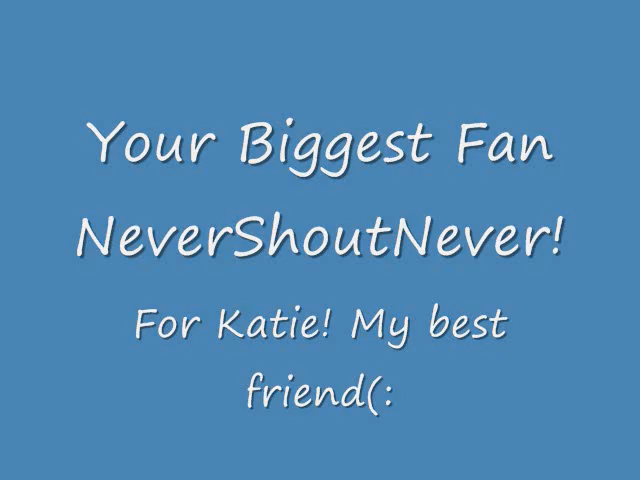 Your Biggest Fan
NeverShoutNever!
For Katie! My best
friend(: